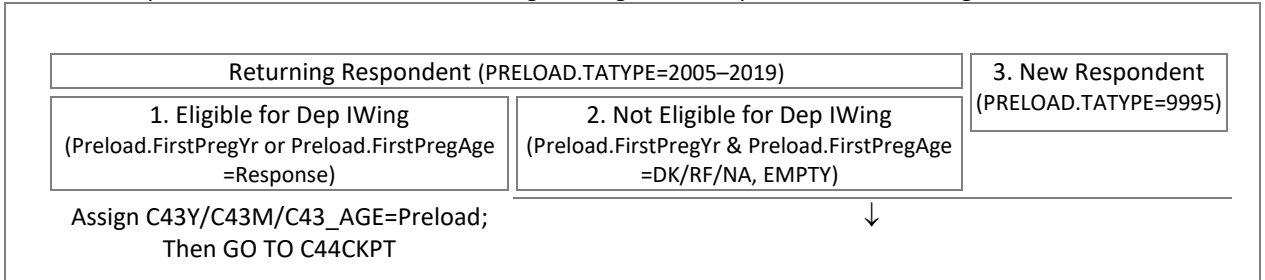 Returning Respondent (PRELOAD.TATYPE=2005–2019)
3. New Respondent
(PRELOAD.TATYPE=9995)
1. Eligible for Dep IWing
(Preload.FirstPregYr or Preload.FirstPregAge
=Response)
2. Not Eligible for Dep IWing
(Preload.FirstPregYr & Preload.FirstPregAge
=DK/RF/NA, EMPTY)
Assign C43Y/C43M/C43_AGE=Preload;
Then GO TO C44CKPT
↓